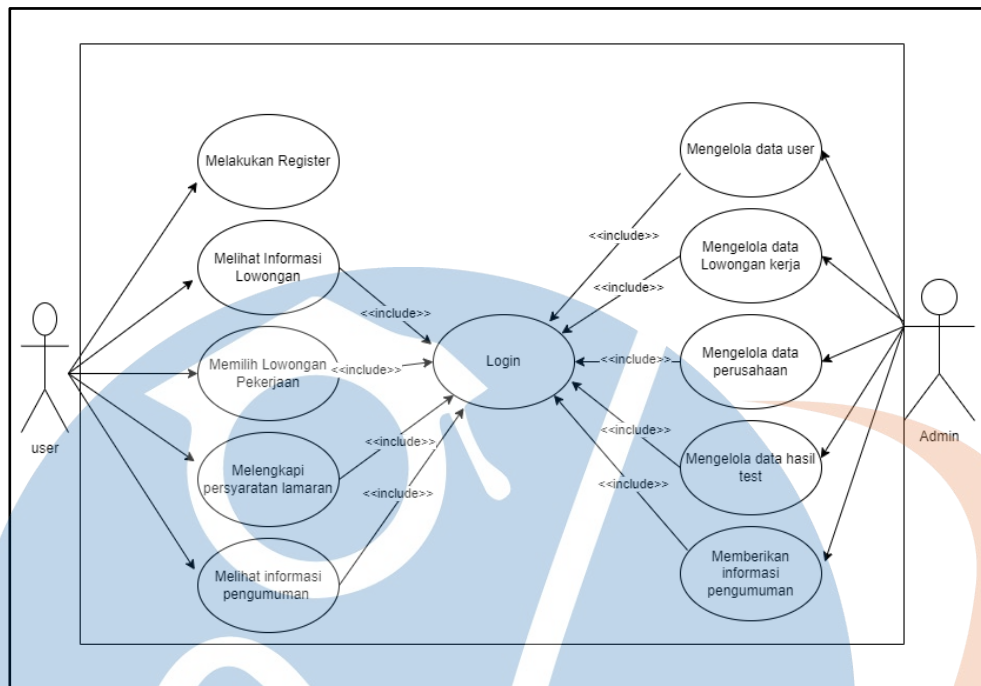 Melakukan Register
Melihat Informasi
Lowongan
<<include>>
Memilih Lowongan
Pekerjaan
<<include>>
Melengkapi
persyaratan lamaran
<<include>>
Melihat informasi
pengumuman
<<include>>
user
Login
Mengelola data user
<<include>>
Mengelola data
Lowongan kerja
<<include>>
Mengelola data
perusahaan
<<include>>
Mengelola data hasil
test
<<include>>
Memberikan
informasi
pengumuman
<<include>>
Admin